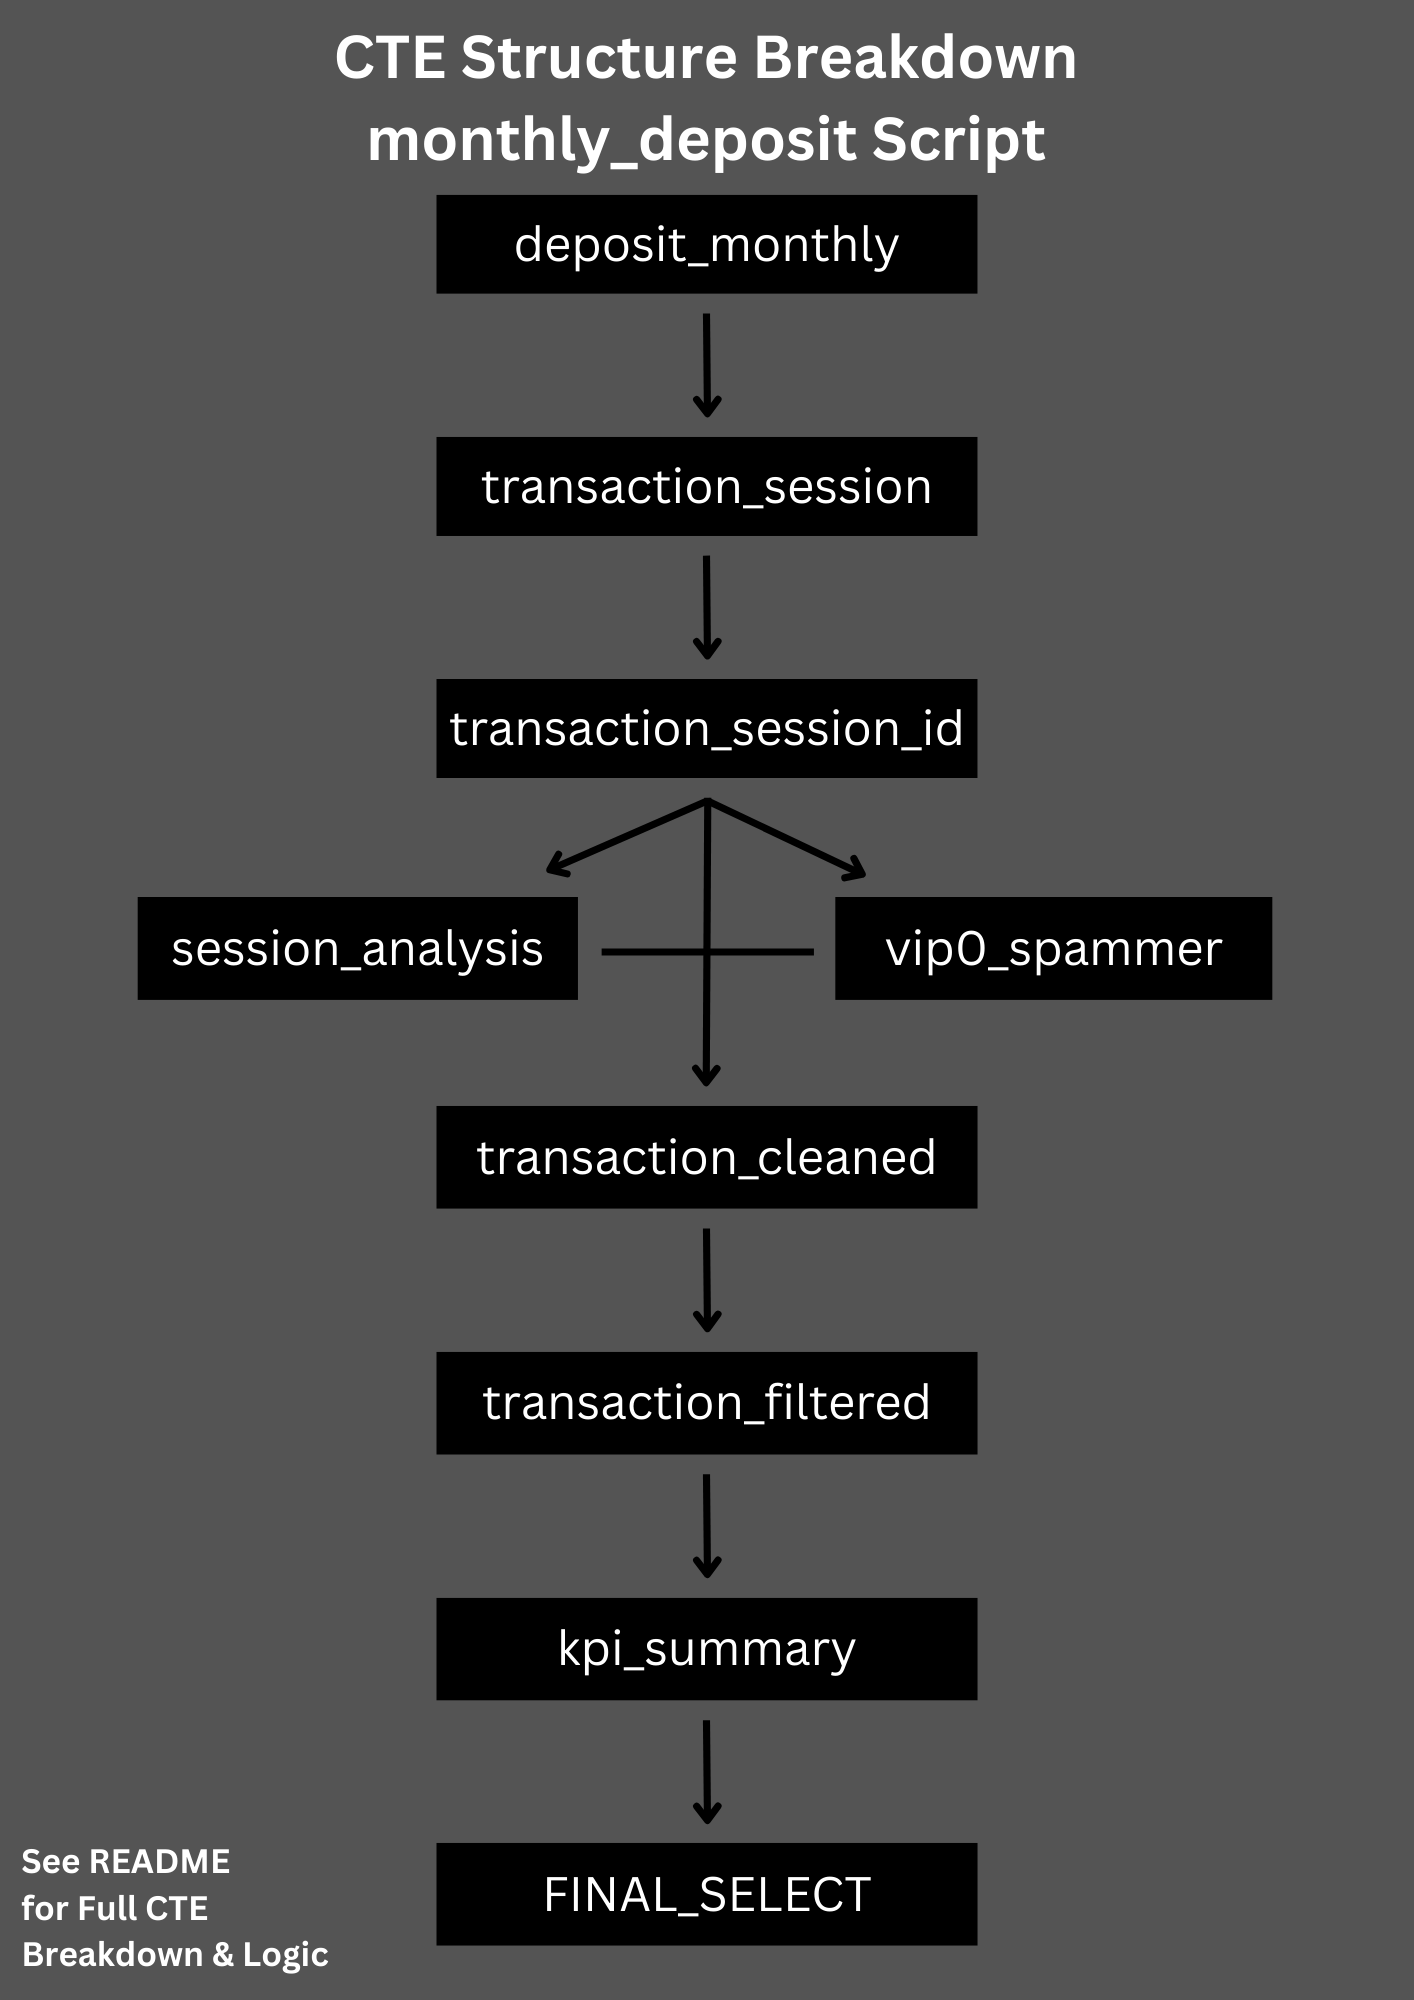 CTE Structure Breakdown
monthly_deposit Script
deposit_monthly
transaction_session
transaction_session_id
session_analysis
vip0_spammer
transaction_cleaned
transaction_filtered
kpi_summary
FINAL_SELECT
See README
for Full CTE
Breakdown & Logic